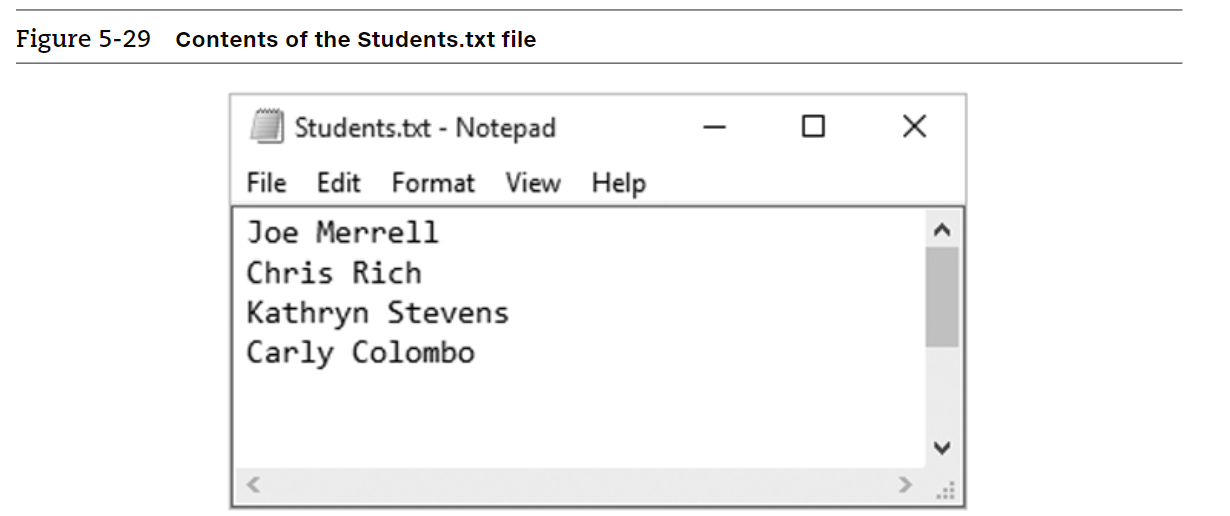 Figure 5-29 Contents of the Students.txt file
Students.txt - Notepad
File Edit Format View Help
Joe Merrell
Chris Rich
Kathryn Stevens
Carly Colombo